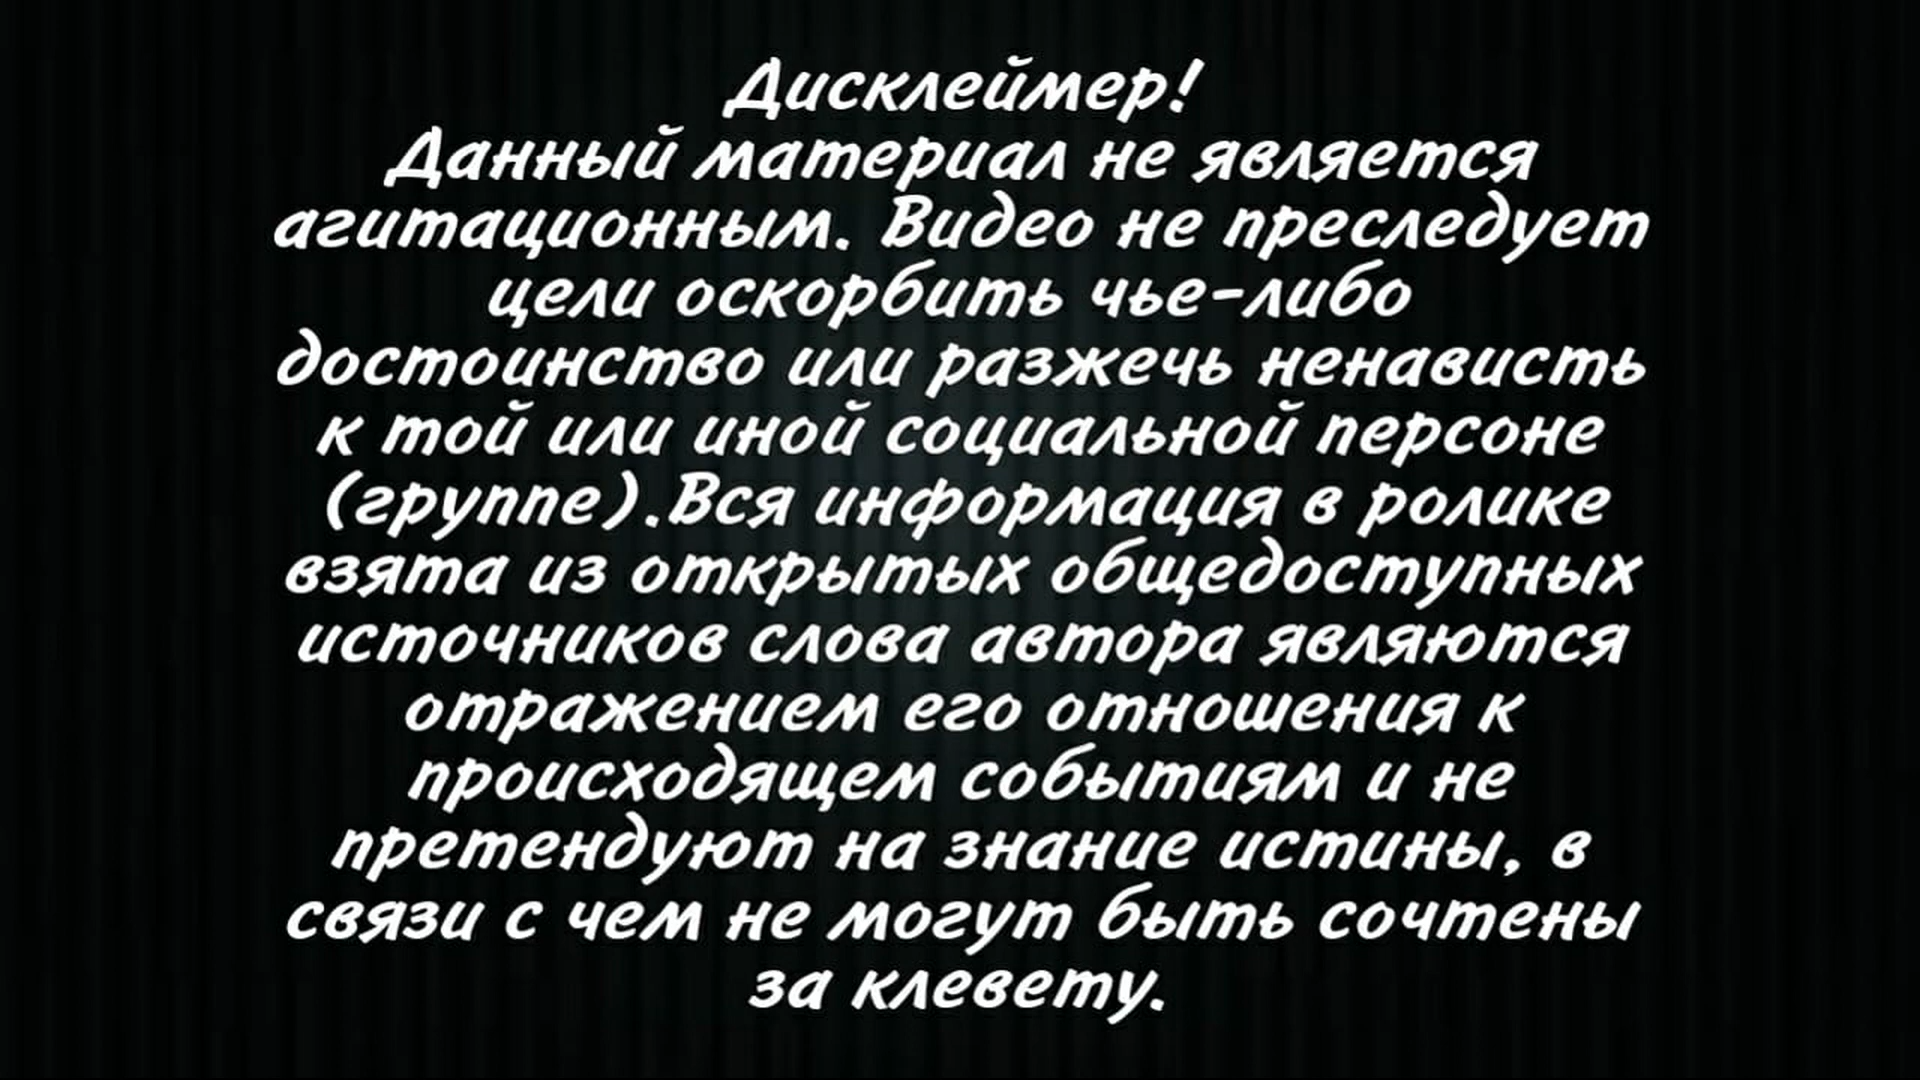 Дисклеймер!
Данный материал не является
агитационным. Видео не преследует
цели оскорбить чье-либо
достоинство или разжечь ненависть
к той или иной социальной персоне
(группе).Вся информация в ролике
взята из открытых общедоступных
источников слова автора являются
отражением его отношения к
происходящем событиям и не
претендуют на знание истины, в
связи с чем не могут быть сочтены
за клевету.